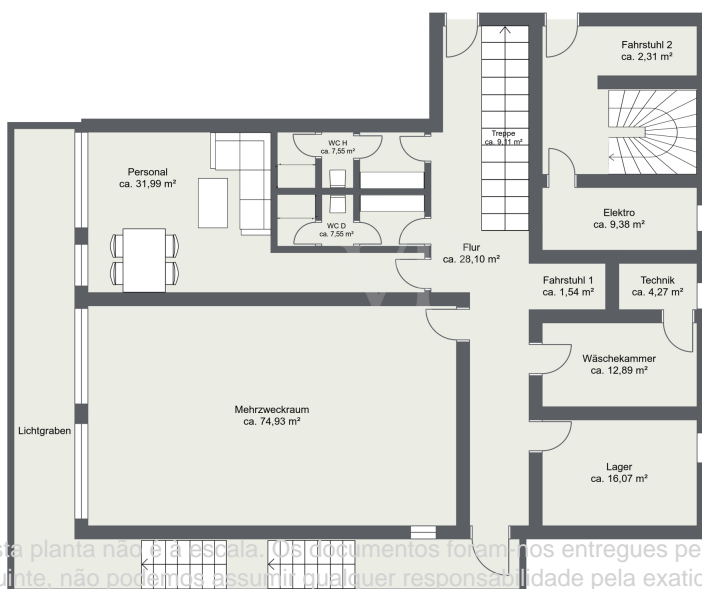 Fahrstuhl 2
ca. 2,31 m²
WC H
ca. 7,55 m²
Treppe
ca. 9,11 m²
Personal
ca. 31,99 m²
Elektro
ca. 9,38 m²
WC D
ca. 7,55 m²
Flur
ca. 28,10 m²
Fahrstuhl 1
ca. 1,54 m²
Technik
ca. 4,27 m²
Wäschekammer
ca. 12,89 m²
Mehrzweckraum
ca. 74,93 m²
Lichtgraben
Lager
ca. 16,07 m²
sta planta não é à escala. Os documentos foram-nos entregues pe
uinte, não podemos assumir qualquer responsabilidade pela exatid